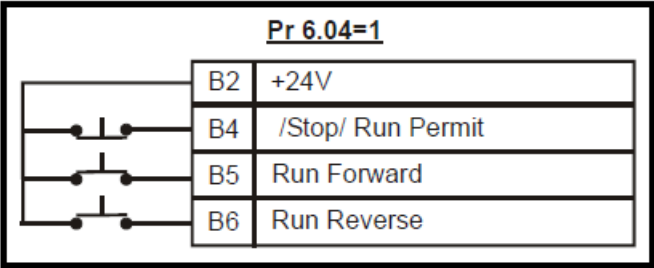 Pr 6.04=1
B2 +24V
B4 /Stop/ Run Permit
B5 Run Forward
B6 Run Reverse